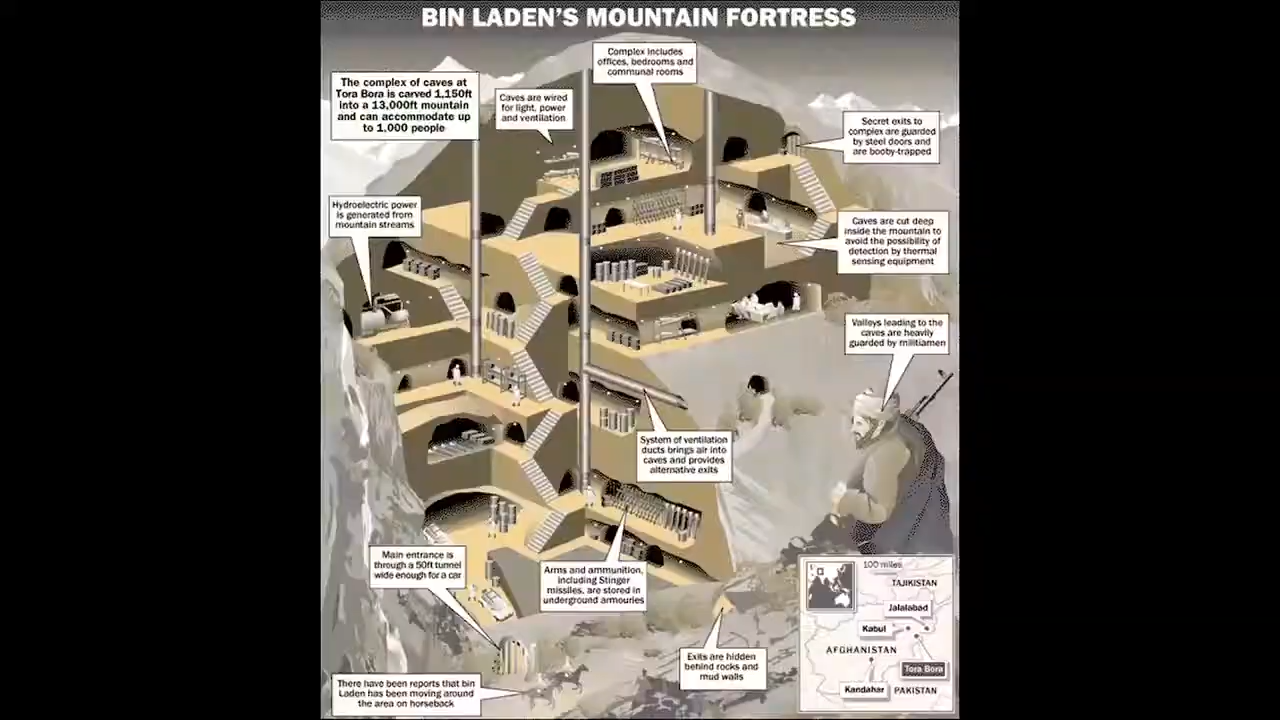 BIN LADEN'S MOUNTAIN FORTRESS
Complex includes
offices, bedrooms and
communal rooms
The complex of caves at
Tora Bora is carved 1,150ft
into a 13,000ft mountain
and can accommodate up
to 1,000 people
Caves are wired
for light, power
and ventilation
Secret exits to
complex are guarded
by steel doors and
are booby-trapped
Hydroelectric power
is generated from
mountain streams
Caves are cut deep
inside the mountain to
avoid the possibility of
detection by thermal
sensing equipment
Valleys leading to the
caves are heavily
guarded by militiamen
System of ventilation
ducts brings air into
caves and provides
alternative exits
Main entrance is
through a 50ft tunnel
wide enough for a car
Arms and ammunition,
including Stinger
missiles, are stored in
underground armouries
Exits are hidden
behind rocks and
mud walls
There have been reports that bin
Laden has been moving around
the area on horseback
100 miles
TAJIKISTAN
Jalalabad
Kabul
AFGHANISTAN
Tora Bora
Kandahar
PAKISTAN